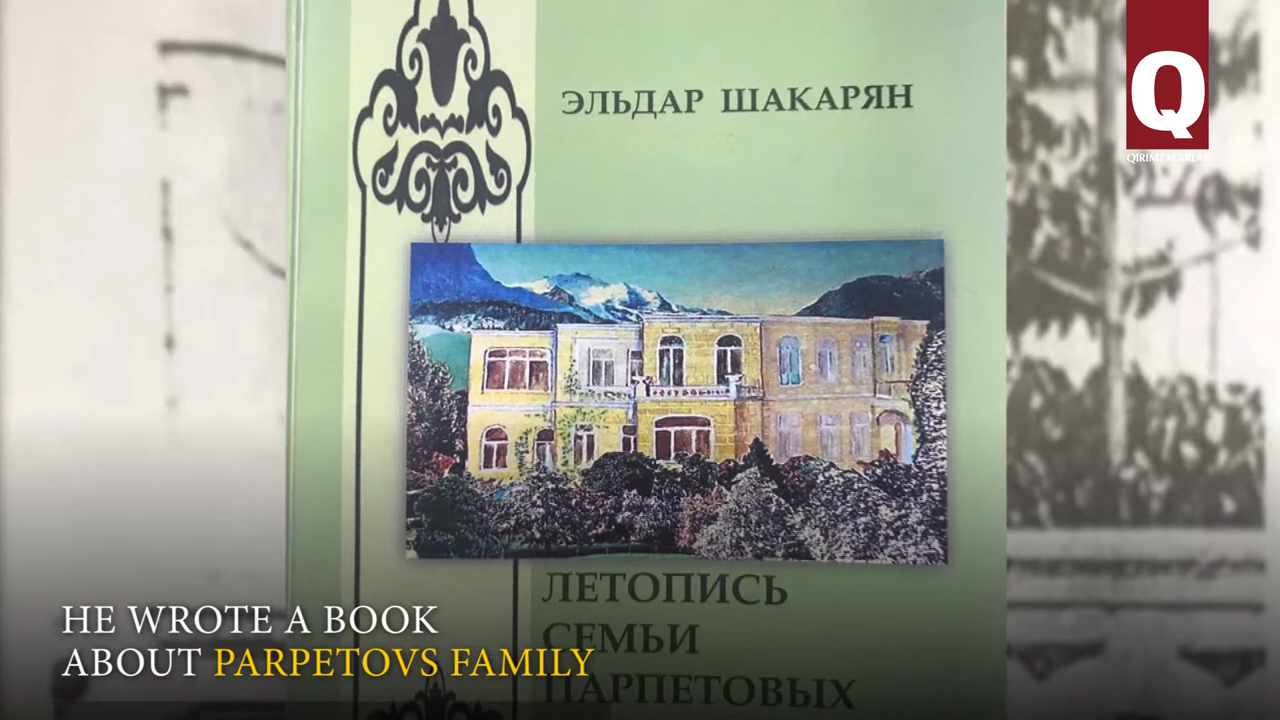 ЭЛЬДАР ШАКАРЯН
Q
QIRIMTATARLAR
ЛЕТОПИСЬ
СЕМЬИ
ПАРПЕТОВЫХ
HE WROTE A BOOK
ABOUT PARPETOVS FAMILY